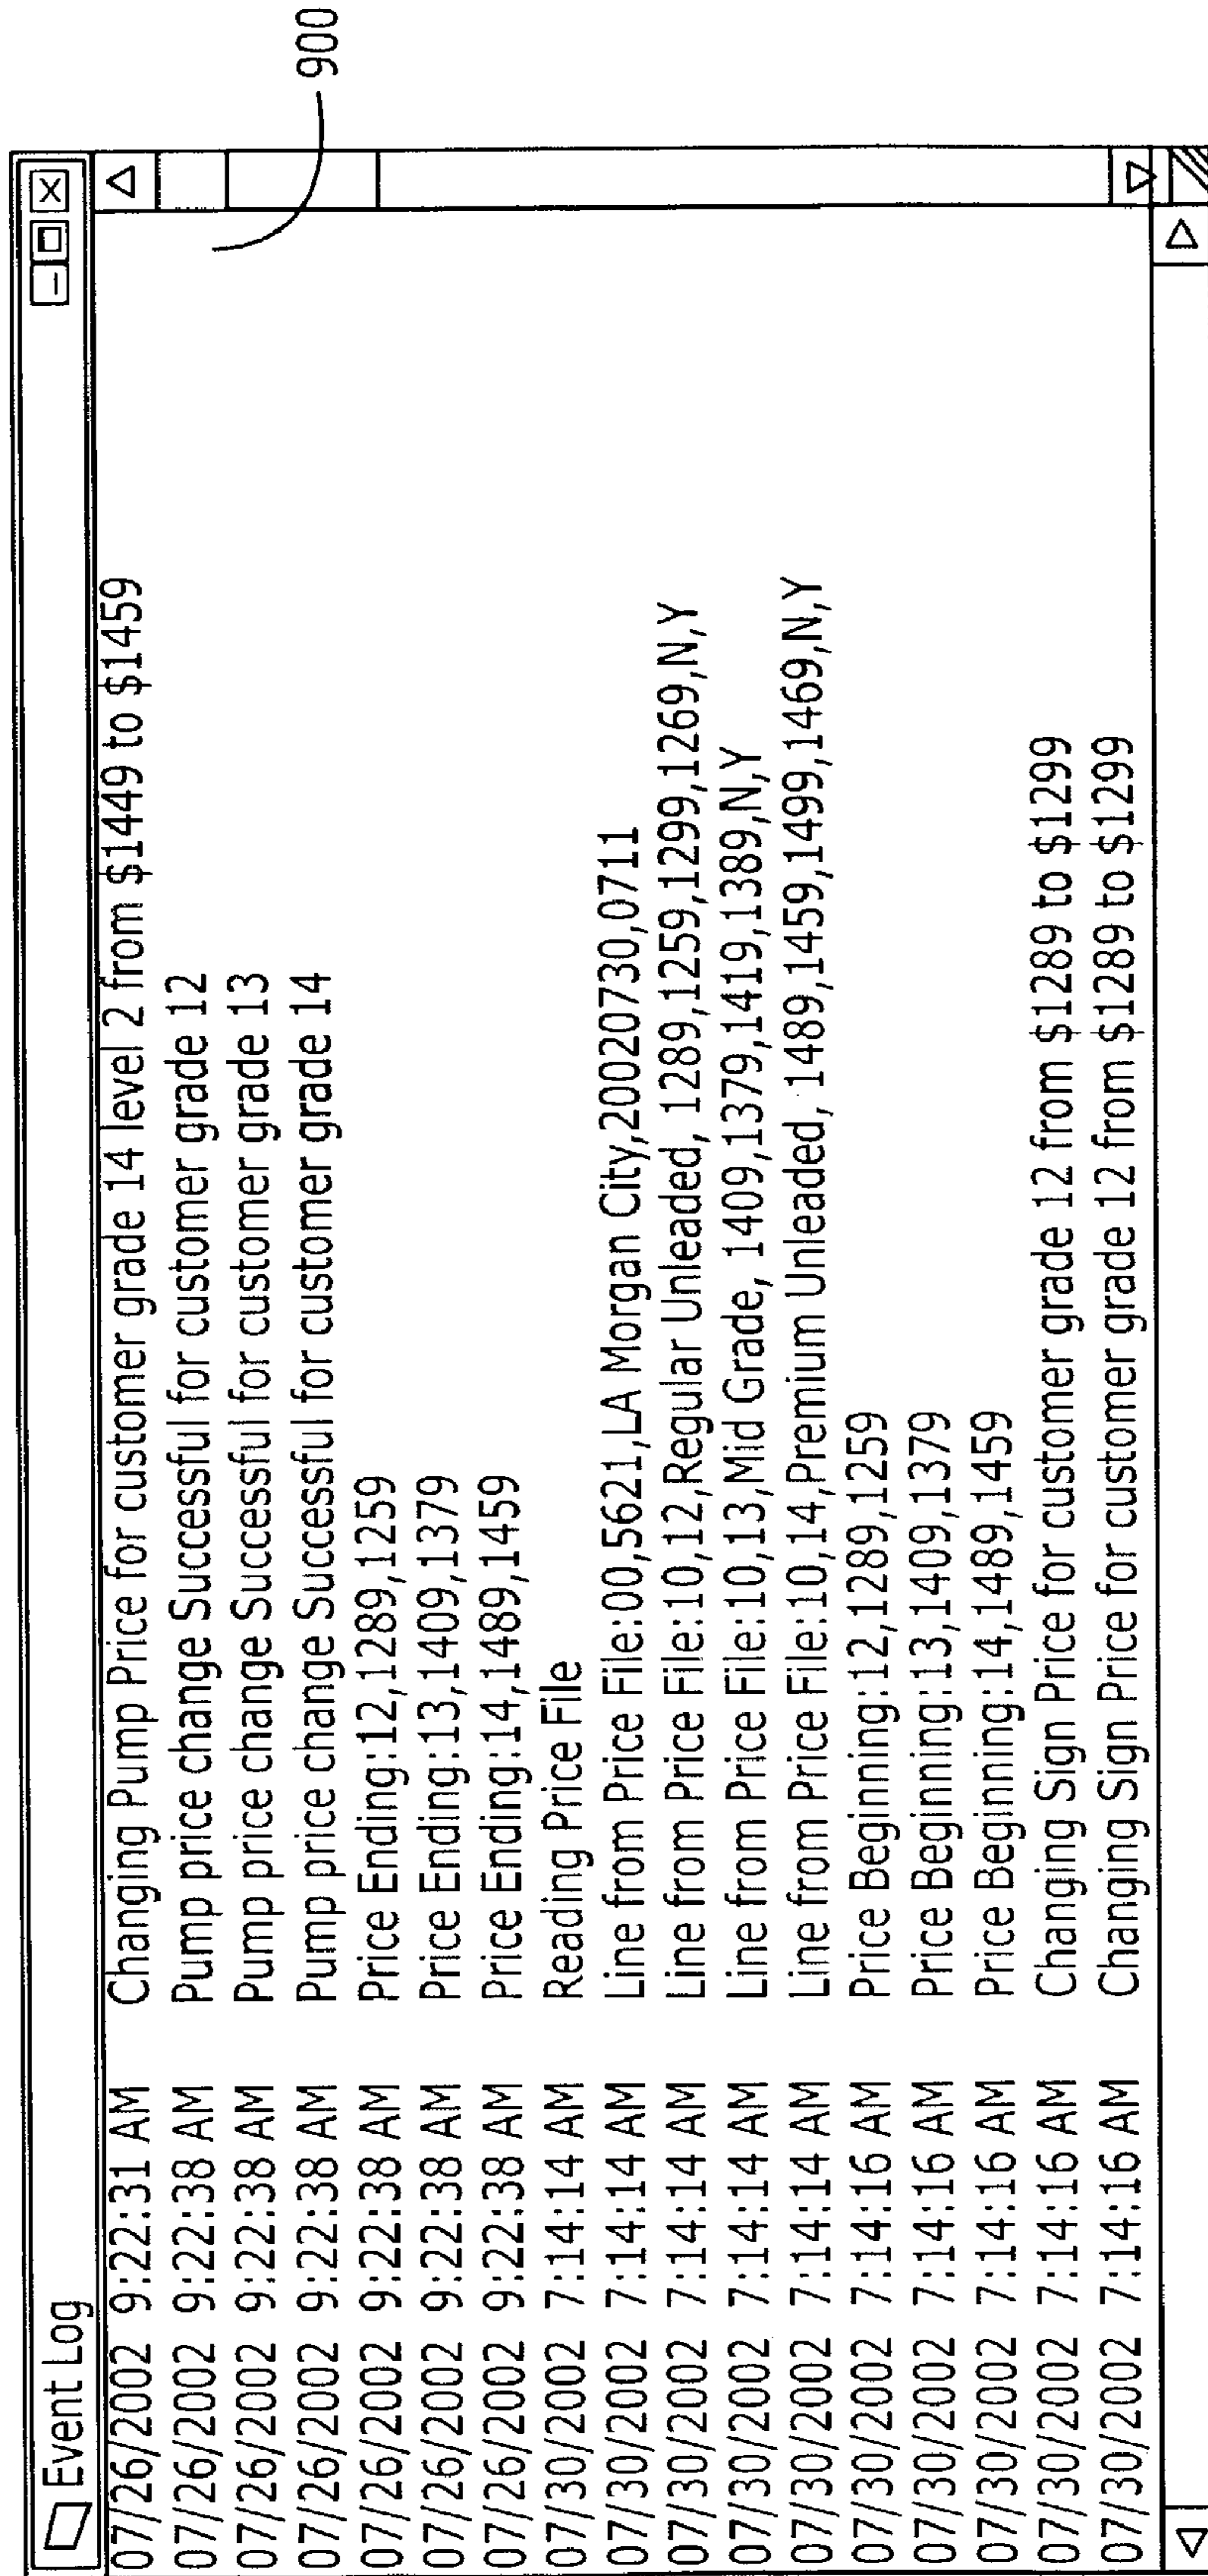 Event Log
07/26/2002 9:22:31 AM Changing Pump Price for customer grade 14 level 2 from $1449 to $1459
07/26/2002 9:22:38 AM Pump price change Successful for customer grade 12
07/26/2002 9:22:38 AM Pump price change Successful for customer grade 13
07/26/2002 9:22:38 AM Pump price change Successful for customer grade 14
07/26/2002 9:22:38 AM Price Ending:12,1289,1259
07/26/2002 9:22:38 AM Price Ending:13,1409,1379
07/26/2002 9:22:38 AM Price Ending:14,1489,1459
07/30/2002 7:14:14 AM Reading Price File
07/30/2002 7:14:14 AM Line from Price File:00,5621,LA Morgan City,20020730,0711
07/30/2002 7:14:14 AM Line from Price File:10,12,Regular Unleaded, 1289,1259,1299,1269,N,Y
07/30/2002 7:14:14 AM Line from Price File:10,13,Mid Grade, 1409,1379,1419,1389,N,Y
07/30/2002 7:14:14 AM Line from Price File:10,14,Premium Unleaded, 1489,1459,1499,1469,N,Y
07/30/2002 7:14:16 AM Price Beginning:12,1289,1259
07/30/2002 7:14:16 AM Price Beginning:13,1409,1379
07/30/2002 7:14:16 AM Price Beginning:14,1489,1459
07/30/2002 7:14:16 AM Changing Sign Price for customer grade 12 from $1289 to $1299
07/30/2002 7:14:16 AM Changing Sign Price for customer grade 12 from $1289 to $1299
900